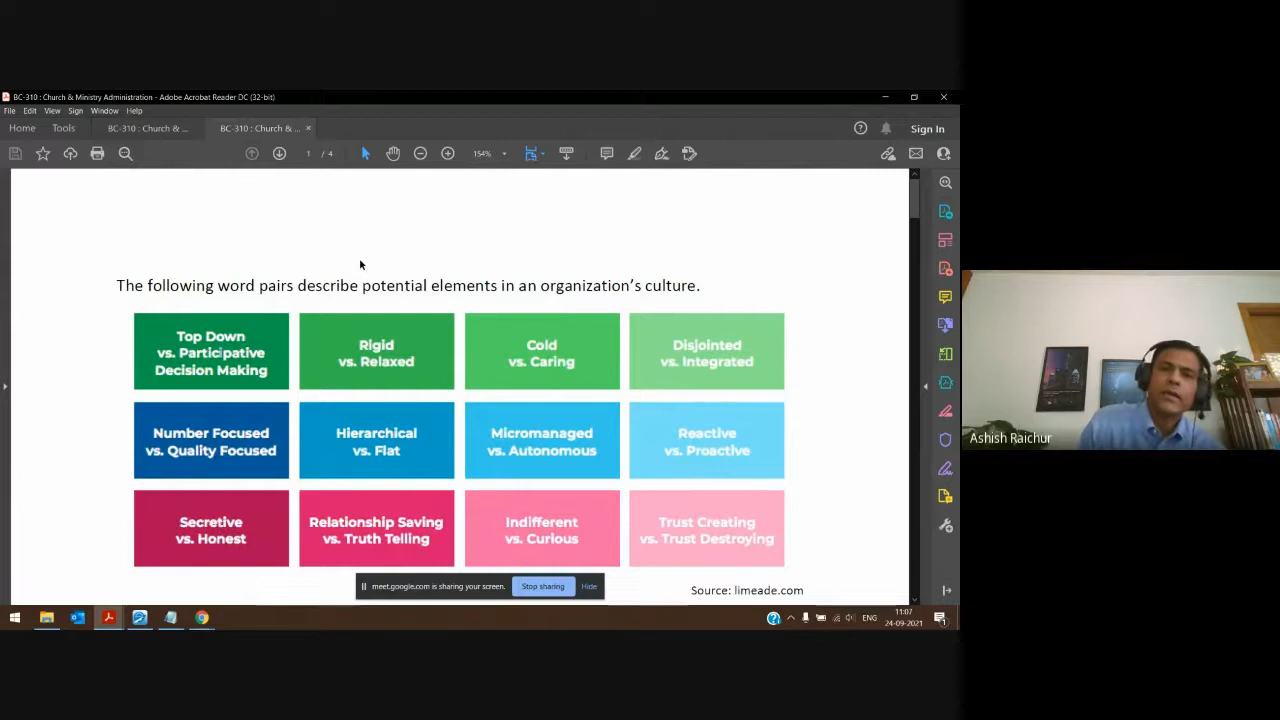 BC-310 : Church & Ministry Administration - Adobe Acrobat Reader DC (32-bit)
File Edit View Sign Window Help
Home Tools BC-310 : Church & ... BC-310 : Church & ... × Sign In
1 / 4 154%
The following word pairs describe potential elements in an organization's culture.
Top Down
vs. Participative
Decision Making
Rigid
vs. Relaxed
Cold
vs. Caring
Disjointed
vs. Integrated
Number Focused
vs. Quality Focused
Hierarchical
vs. Flat
Micromanaged
vs. Autonomous
Reactive
vs. Proactive
Secretive
vs. Honest
Relationship Saving
vs. Truth Telling
Indifferent
vs. Curious
Trust Creating
vs. Trust Destroying
meet.google.com is sharing your screen. Stop sharing Hide
Source: limeade.com
ENG 11:07
24-09-2021
Ashish Raichur